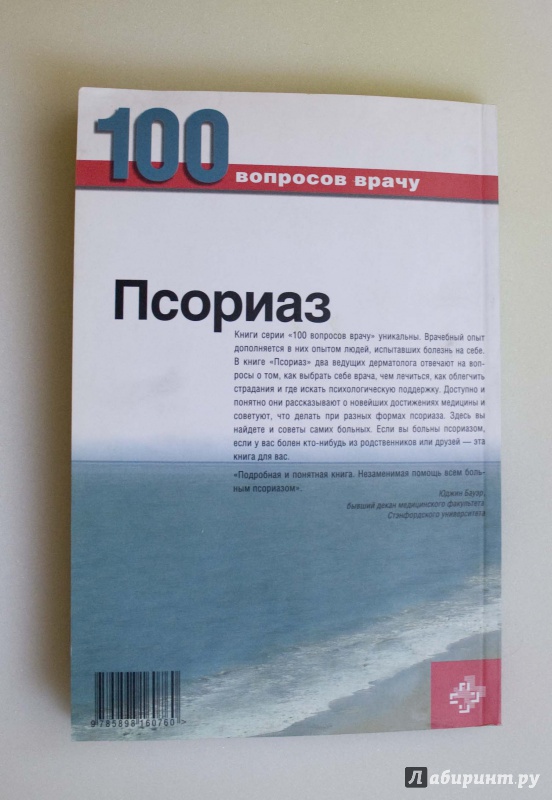 100
вопросов врачу
Псориаз
Книги серии «100 вопросов врачу» уникальны. Врачебный опыт
дополняется в них опытом людей, испытавших болезнь на себе.
В книге «Псориаз» два ведущих дерматолога отвечают на воп-
росы о том, как выбрать себе врача, чем лечиться, как облегчить
страдания и где искать психологическую поддержку. Доступно и
понятно они рассказывают о новейших достижениях медицины и
советуют, что делать при разных формах псориаза. Здесь вы
найдете и советы самих больных. Если вы больны псориазом,
если у вас болен кто-нибудь из родственников или друзей — эта
книга для вас.
«Подробная и понятная книга. Незаменимая помощь всем боль-
ным псориазом».
Юджин Бауэр,
бывший декан медицинского факультета
Стэнфордского университета
9 785898 160760 >
Лабиринт.ру